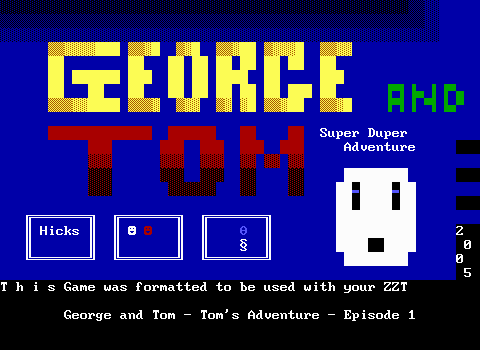 GEORGE
AND
TOM
Super Duper
Adventure
Hicks
2
0
0
5
T h i s Game was formatted to be used with your ZZT
George and Tom - Tom's Adventure - Episode 1